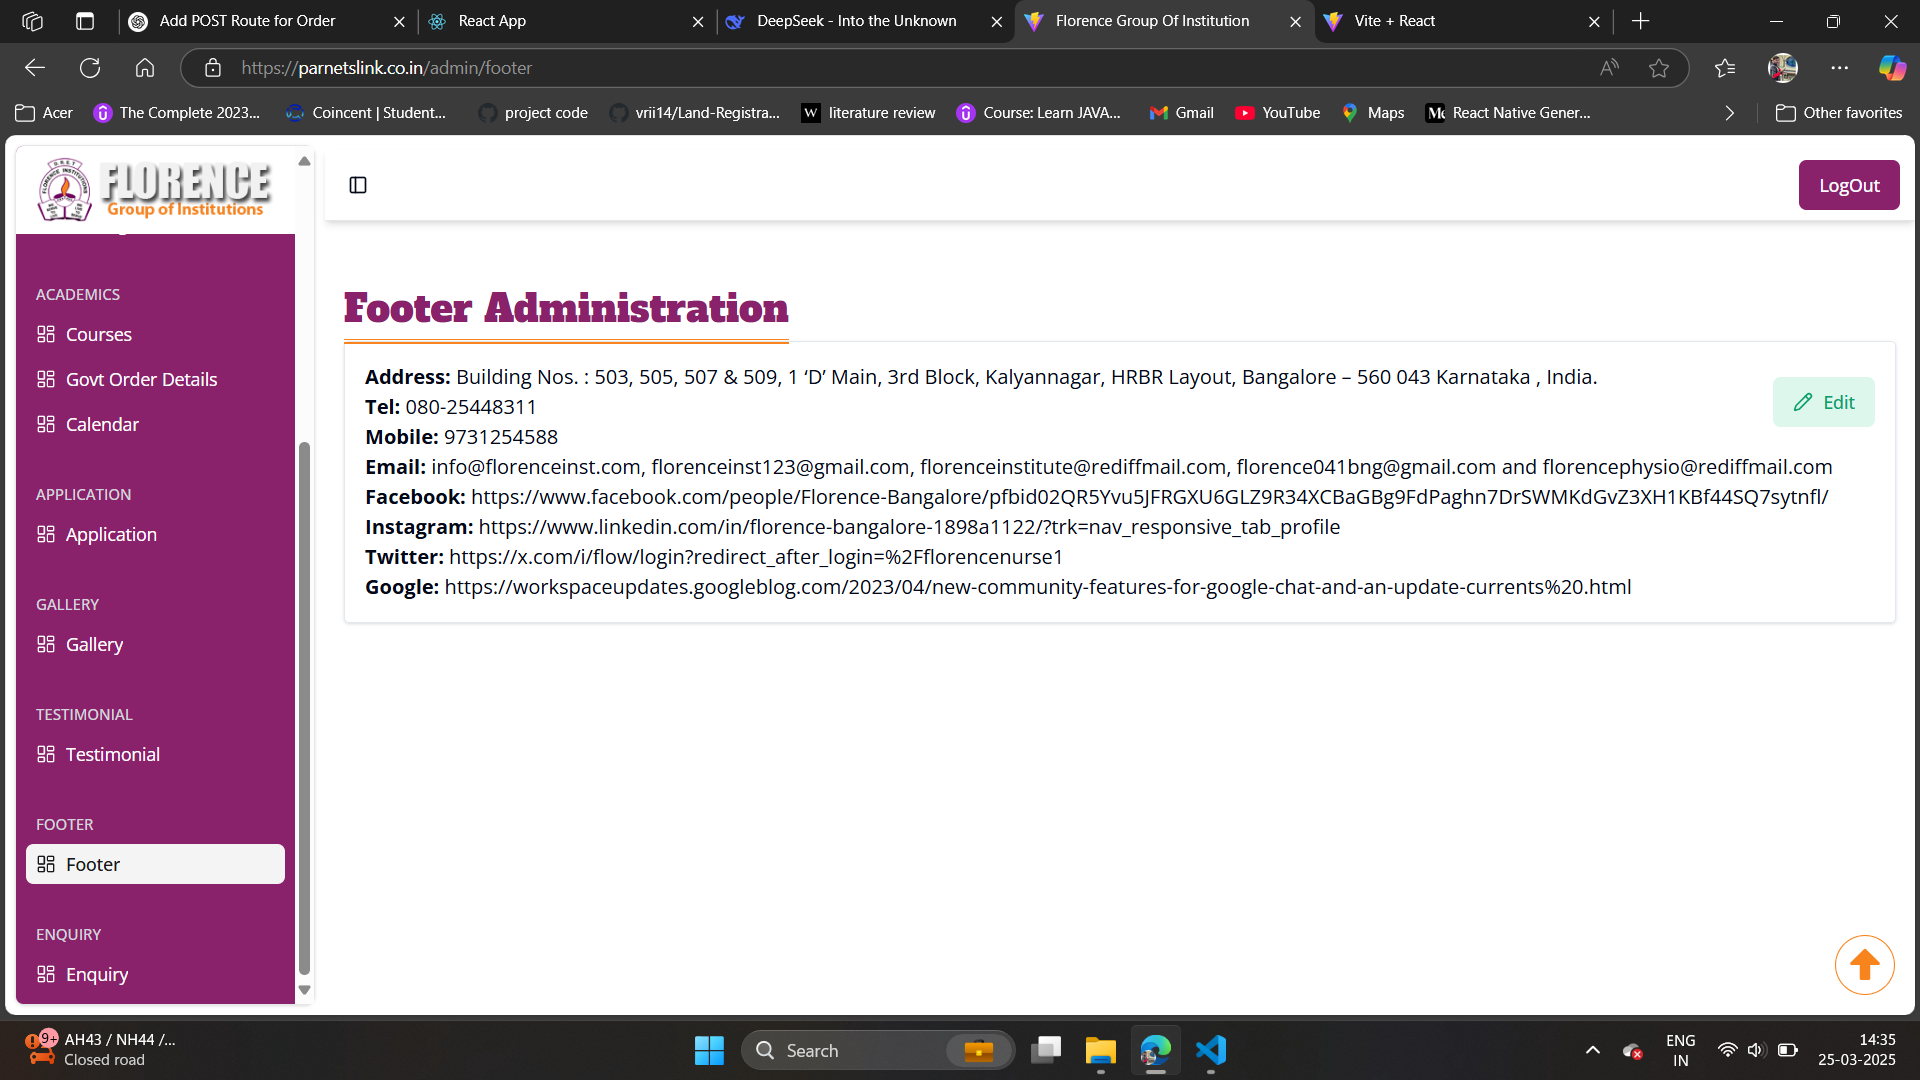 Add POST Route for Order
React App
DeepSeek - Into the Unknown
Florence Group Of Institution
Vite + React
https://parnetslink.co.in/admin/footer
Acer
The Complete 2023...
Coincent | Student...
project code
vrii14/Land-Registra...
W literature review
Course: Learn JAVA...
Gmail
YouTube
Maps
React Native Gener...
Other favorites
FLORENCE
Group of Institutions
LogOut
ACADEMICS
Courses
Govt Order Details
Calendar
APPLICATION
Application
GALLERY
Gallery
TESTIMONIAL
Testimonial
FOOTER
Footer
ENQUIRY
Enquiry
Footer Administration
Address: Building Nos. : 503, 505, 507 & 509, 1 ‘D’ Main, 3rd Block, Kalyannagar, HRBR Layout, Bangalore – 560 043 Karnataka , India.
Edit
Tel: 080-25448311
Mobile: 9731254588
Email: info@florenceinst.com, florenceinst123@gmail.com, florenceinstitute@rediffmail.com, florence041bng@gmail.com and florencephysio@rediffmail.com
Facebook: https://www.facebook.com/people/Florence-Bangalore/pfbid02QR5Yvu5JFRGXU6GLZ9R34XCBaGBg9FdPaghn7DrSWMKdGvZ3XH1KBf44SQ7sytnfl/
Instagram: https://www.linkedin.com/in/florence-bangalore-1898a1122/?trk=nav_responsive_tab_profile
Twitter: https://x.com/i/flow/login?redirect_after_login=%2Fflorencenurse1
Google: https://workspaceupdates.googleblog.com/2023/04/new-community-features-for-google-chat-and-an-update-currents%20.html
9+
AH43 / NH44 /...
Closed road
Search
ENG
IN
14:35
25-03-2025